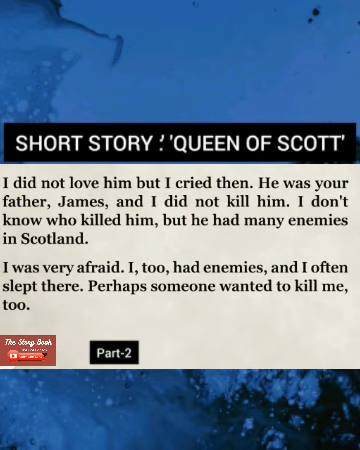 SHORT STORY : 'QUEEN OF SCOTT'
I did not love him but I cried then. He was your
father, James, and I did not kill him. I don't
know who killed him, but he had many enemies
in Scotland.
I was very afraid. I, too, had enemies, and I often
slept there. Perhaps someone wanted to kill me,
too.
The Story Book
Part-2